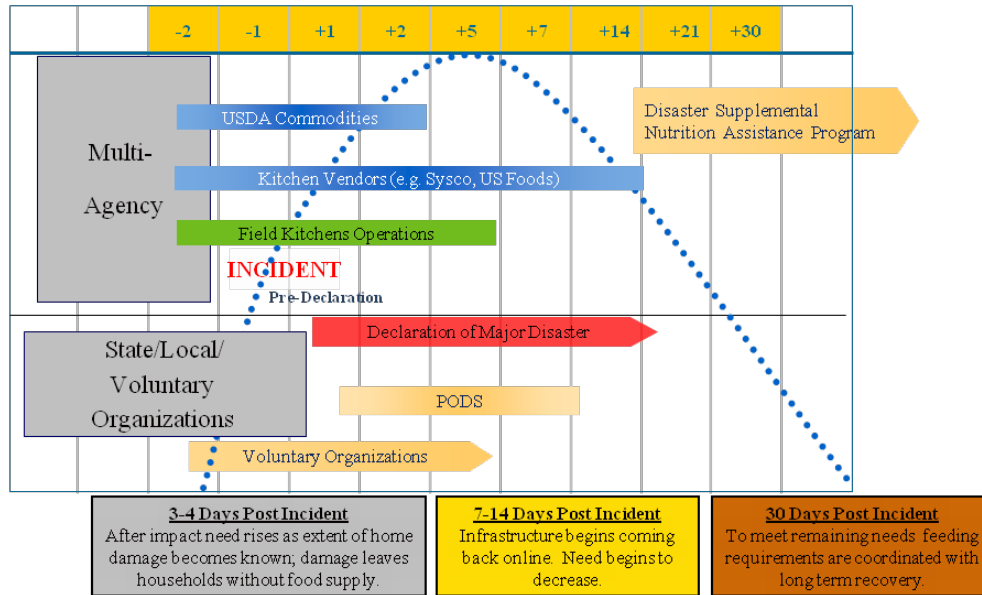 -2 -1 +1 +2 +5 +7 +14 +21 +30
Multi-
Agency
USDA Commodities
Disaster Supplemental
Nutrition Assistance Program
Kitchen Vendors (e.g. Sysco, US Foods)
Field Kitchens Operations
INCIDENT
Pre-Declaration
State/Local/
Voluntary
Organizations
Declaration of Major Disaster
PODS
Voluntary Organizations
3-4 Days Post Incident
After impact need rises as extent of home
damage becomes known; damage leaves
households without food supply.
7-14 Days Post Incident
Infrastructure begins coming
back online. Need begins to
decrease.
30 Days Post Incident
To meet remaining needs feeding
requirements are coordinated with
long term recovery.